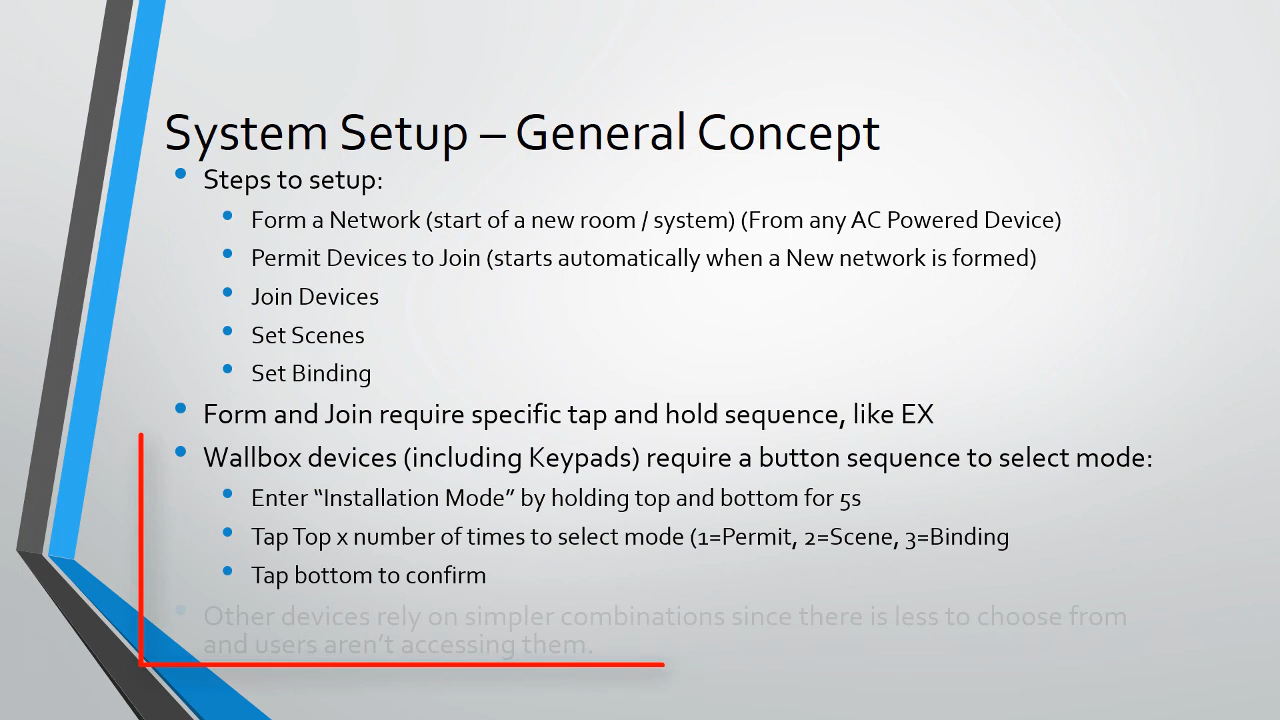 System Setup – General Concept
Steps to setup:
Form a Network (start of a new room / system) (From any AC Powered Device)
Permit Devices to Join (starts automatically when a New network is formed)
Join Devices
Set Scenes
Set Binding
Form and Join require specific tap and hold sequence, like EX
Wallbox devices (including Keypads) require a button sequence to select mode:
Enter “Installation Mode” by holding top and bottom for 5s
Tap Top x number of times to select mode (1=Permit, 2=Scene, 3=Binding
Tap bottom to confirm
Other devices rely on simpler combinations since there is less to choose from
and users aren’t accessing them.